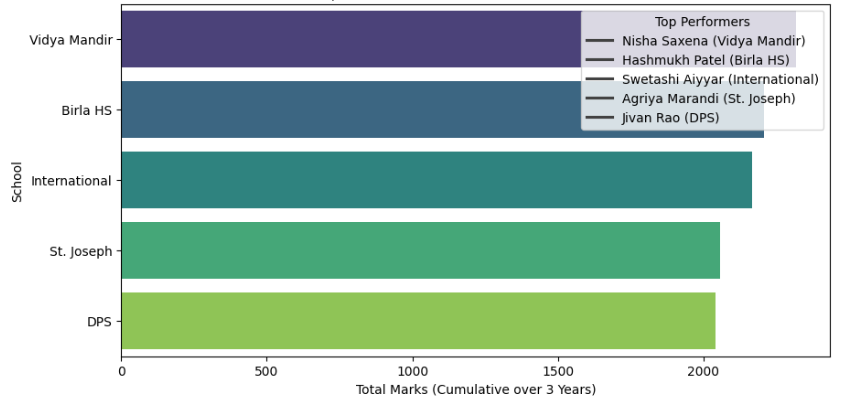 Top Performers
Nisha Saxena (Vidya Mandir)
Hashmukh Patel (Birla HS)
Swetashi Aiyyar (International)
Agriya Marandi (St. Joseph)
Jivan Rao (DPS)
Vidya Mandir
Birla HS
International
St. Joseph
DPS
School
0 500 1000 1500 2000
Total Marks (Cumulative over 3 Years)